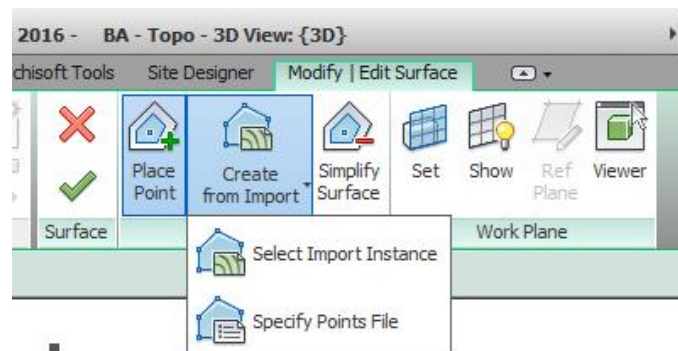 2016 - BA - Topo - 3D View: {3D}
chisoft Tools Site Designer Modify | Edit Surface
Place Point
Create from Import
Simplify Surface
Set
Show
Ref Plane
Viewer
Surface
Work Plane
Select Import Instance
Specify Points File